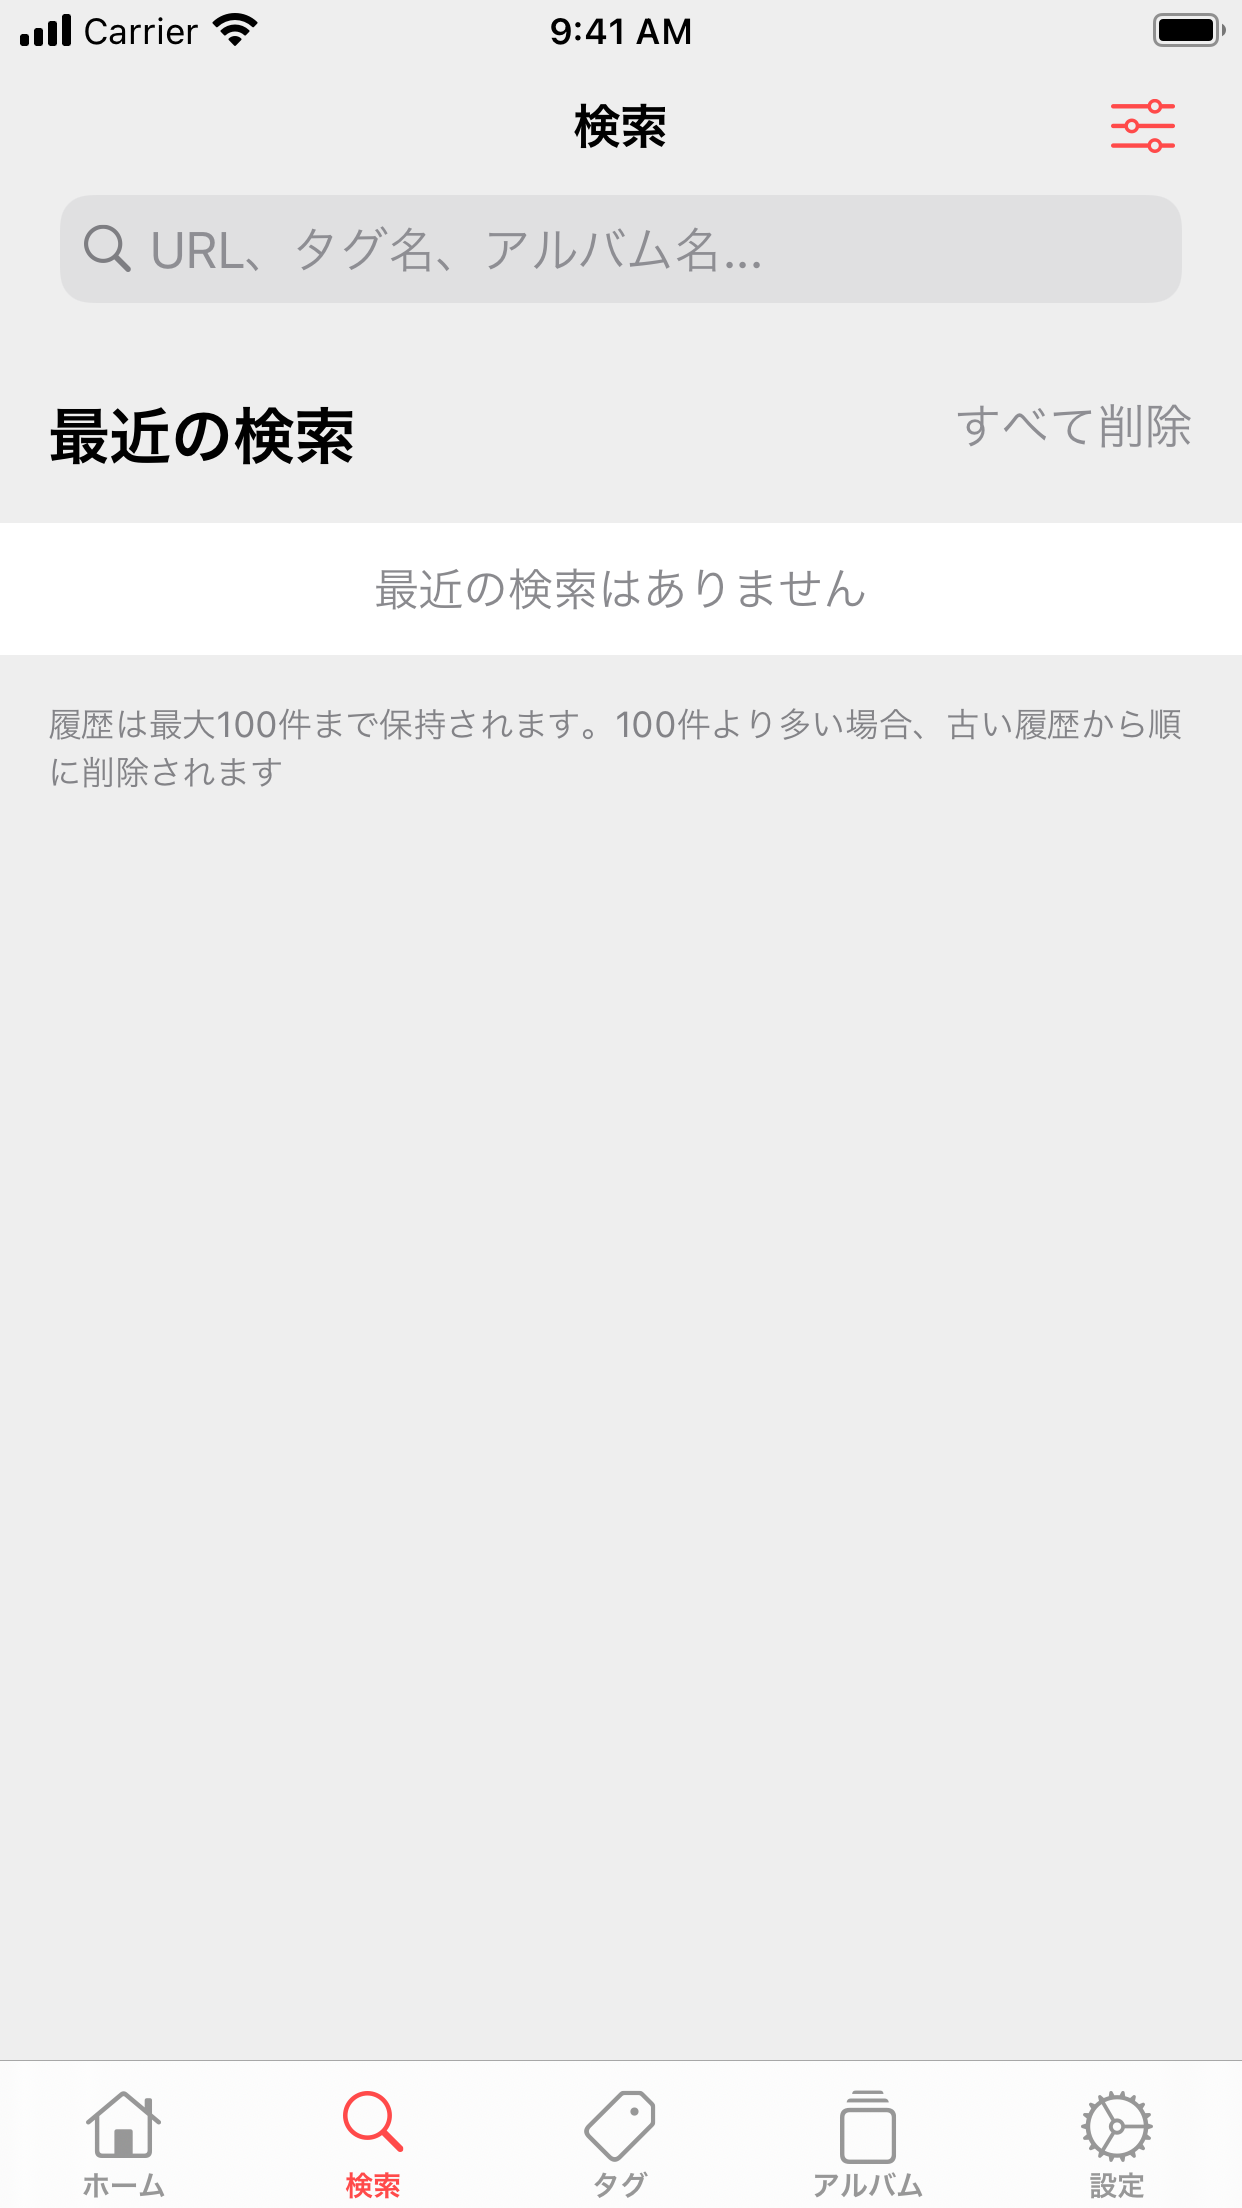 Carrier 9:41 AM
検索
URL、タグ名、アルバム名...
最近の検索 すべて削除
最近の検索はありません
履歴は最大100件まで保持されます。100件より多い場合、古い履歴から順
に削除されます
ホーム 検索 タグ アルバム 設定